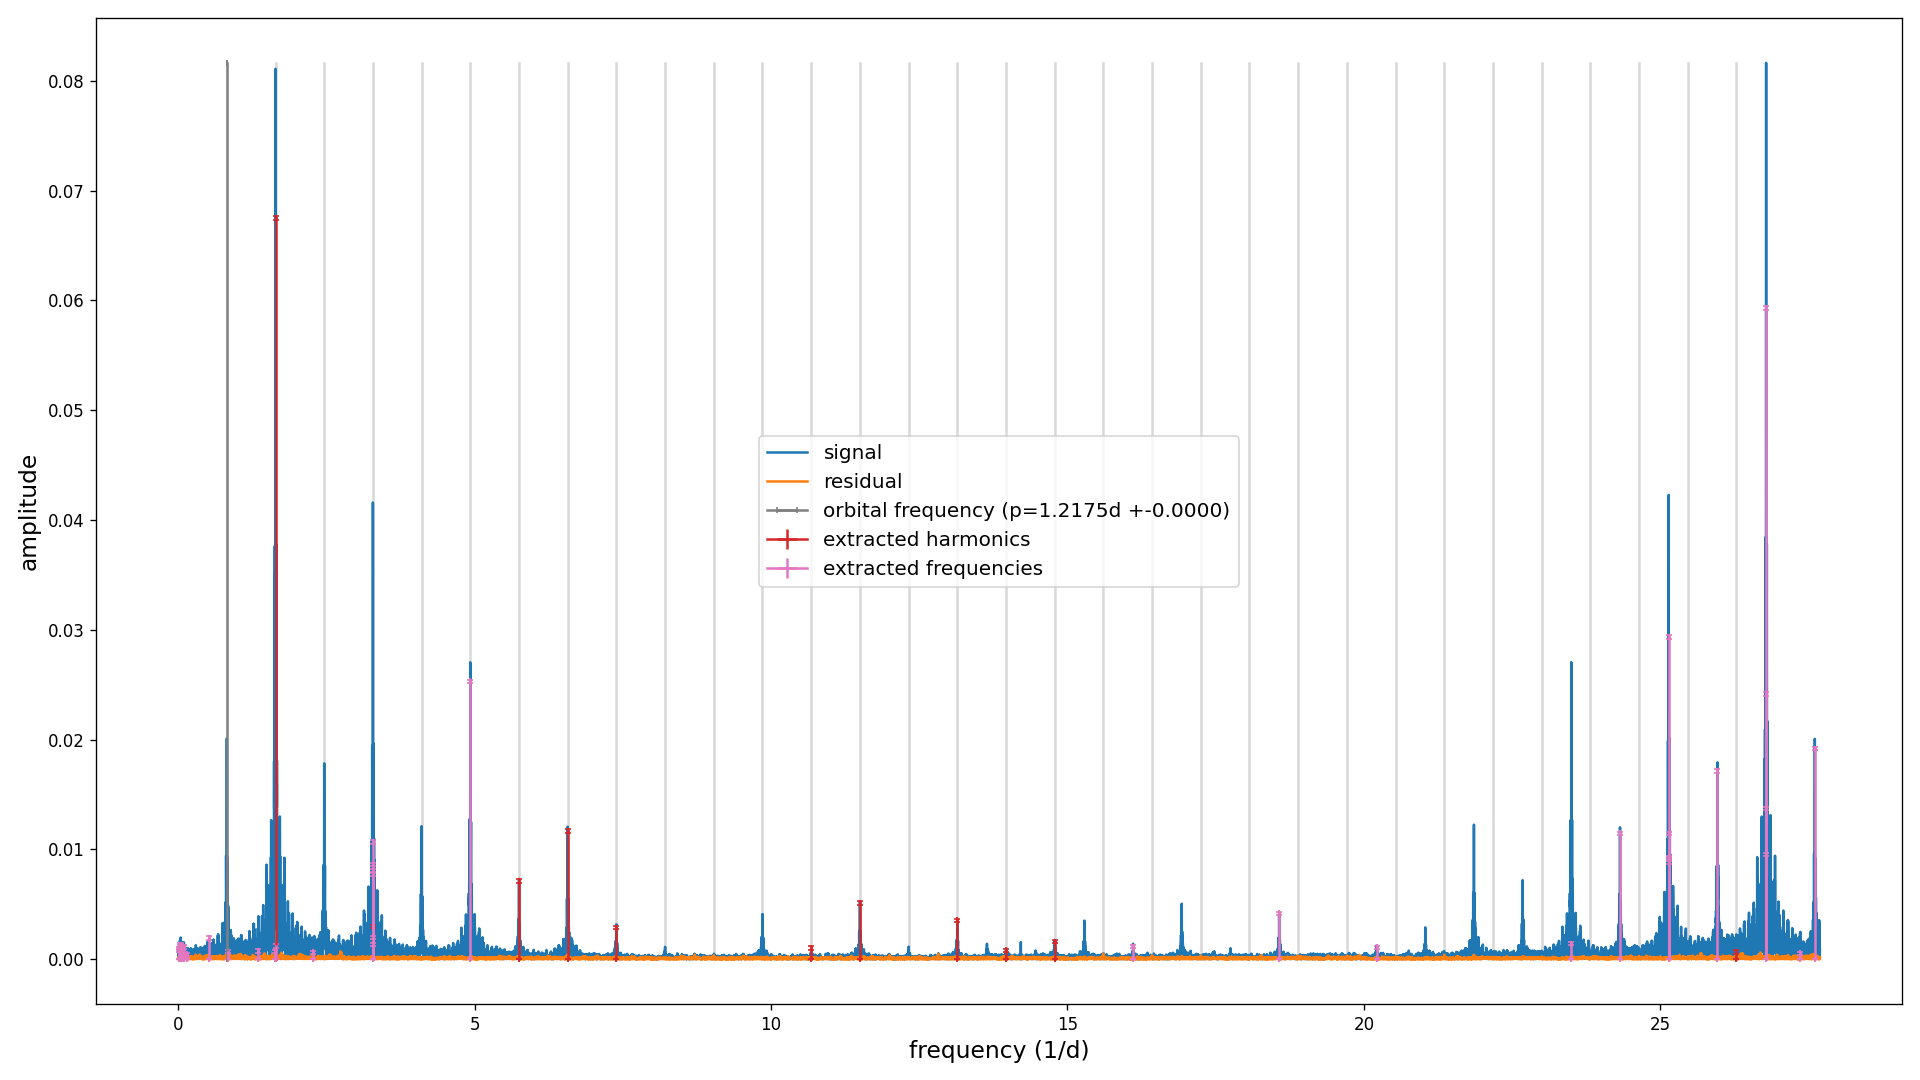 0.08
0.07
0.06
0.05
0.04
0.03
0.02
0.01
0.00
amplitude
signal
residual
orbital frequency (p=1.2175d +-0.0000)
extracted harmonics
extracted frequencies
0 5 10 15 20 25
frequency (1/d)